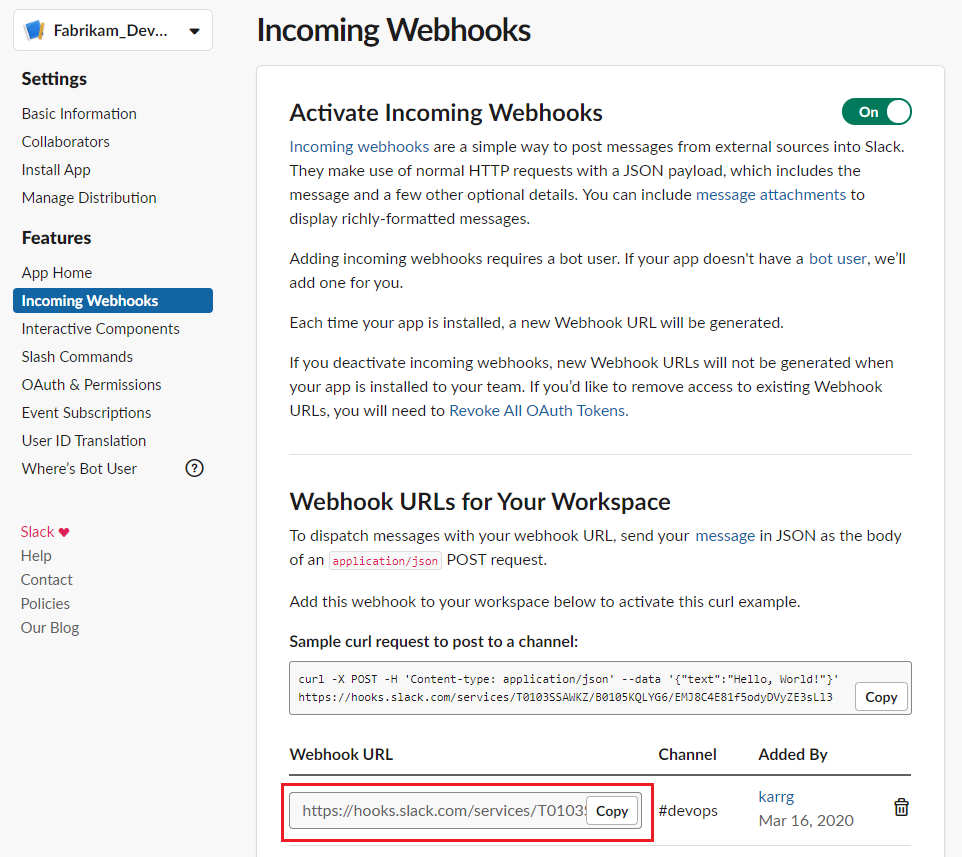 Fabrikam_Dev...
Settings
Basic Information
Collaborators
Install App
Manage Distribution
Features
App Home
Incoming Webhooks
Interactive Components
Slash Commands
OAuth & Permissions
Event Subscriptions
User ID Translation
Where's Bot User
?
Slack ♥
Help
Contact
Policies
Our Blog
Incoming Webhooks
Activate Incoming Webhooks
On
Incoming webhooks are a simple way to post messages from external sources into Slack.
They make use of normal HTTP requests with a JSON payload, which includes the
message and a few other optional details. You can include message attachments to
display richly-formatted messages.
Adding incoming webhooks requires a bot user. If your app doesn't have a bot user, we'll
add one for you.
Each time your app is installed, a new Webhook URL will be generated.
If you deactivate incoming webhooks, new Webhook URLs will not be generated when
your app is installed to your team. If you'd like to remove access to existing Webhook
URLs, you will need to Revoke All OAuth Tokens.
Webhook URLs for Your Workspace
To dispatch messages with your webhook URL, send your message in JSON as the body
of an application/json POST request.
Add this webhook to your workspace below to activate this curl example.
Sample curl request to post to a channel:
curl -X POST -H 'Content-type: application/json' --data '{"text":"Hello, World!"}'
https://hooks.slack.com/services/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
Copy
Webhook URL Channel Added By
https://hooks.slack.com/services/T0103S Copy #devops karrg
Mar 16, 2020